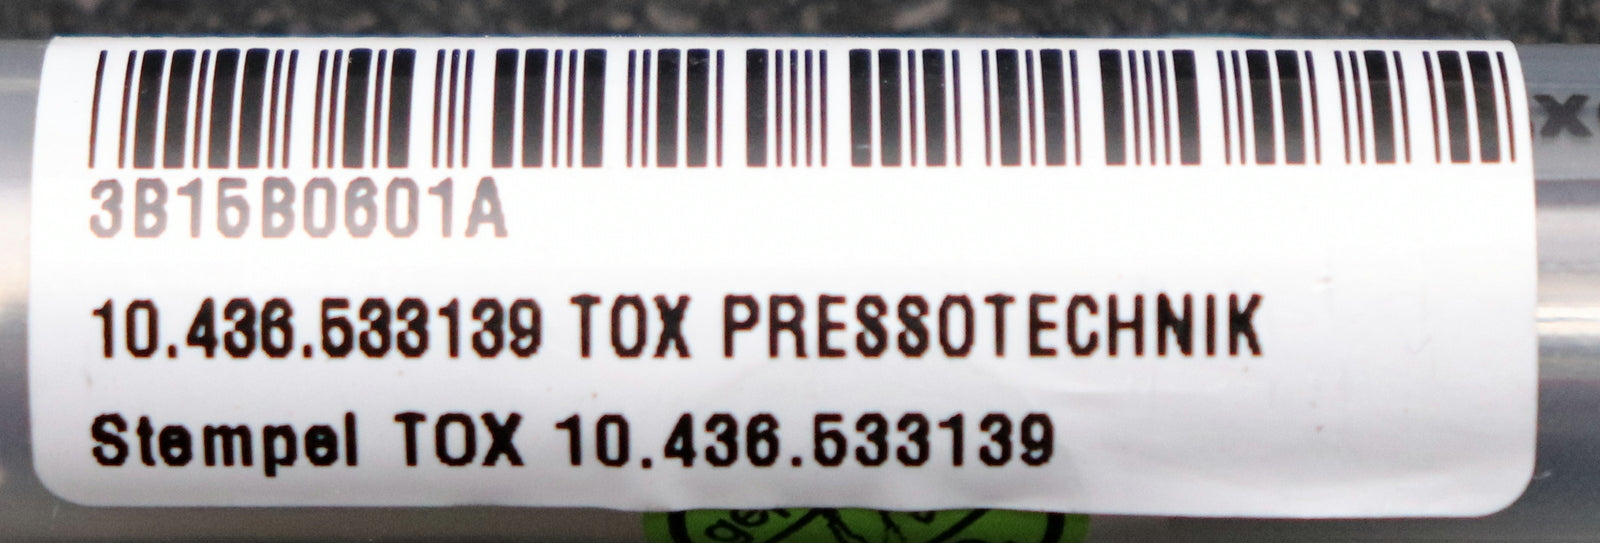 3B15B0601A
10.436.533139 TOX PRESSOTECHNIK
Stempel TOX 10.436.533139